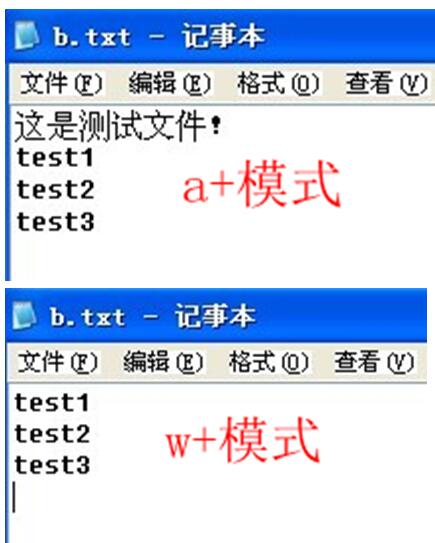 b.txt - 记事本
文件(F) 编辑(E) 格式(O) 查看(V)
这是测试文件!
test1
test2
test3
a+模式
b.txt - 记事本
文件(F) 编辑(E) 格式(O) 查看(V)
test1
test2
test3
w+模式